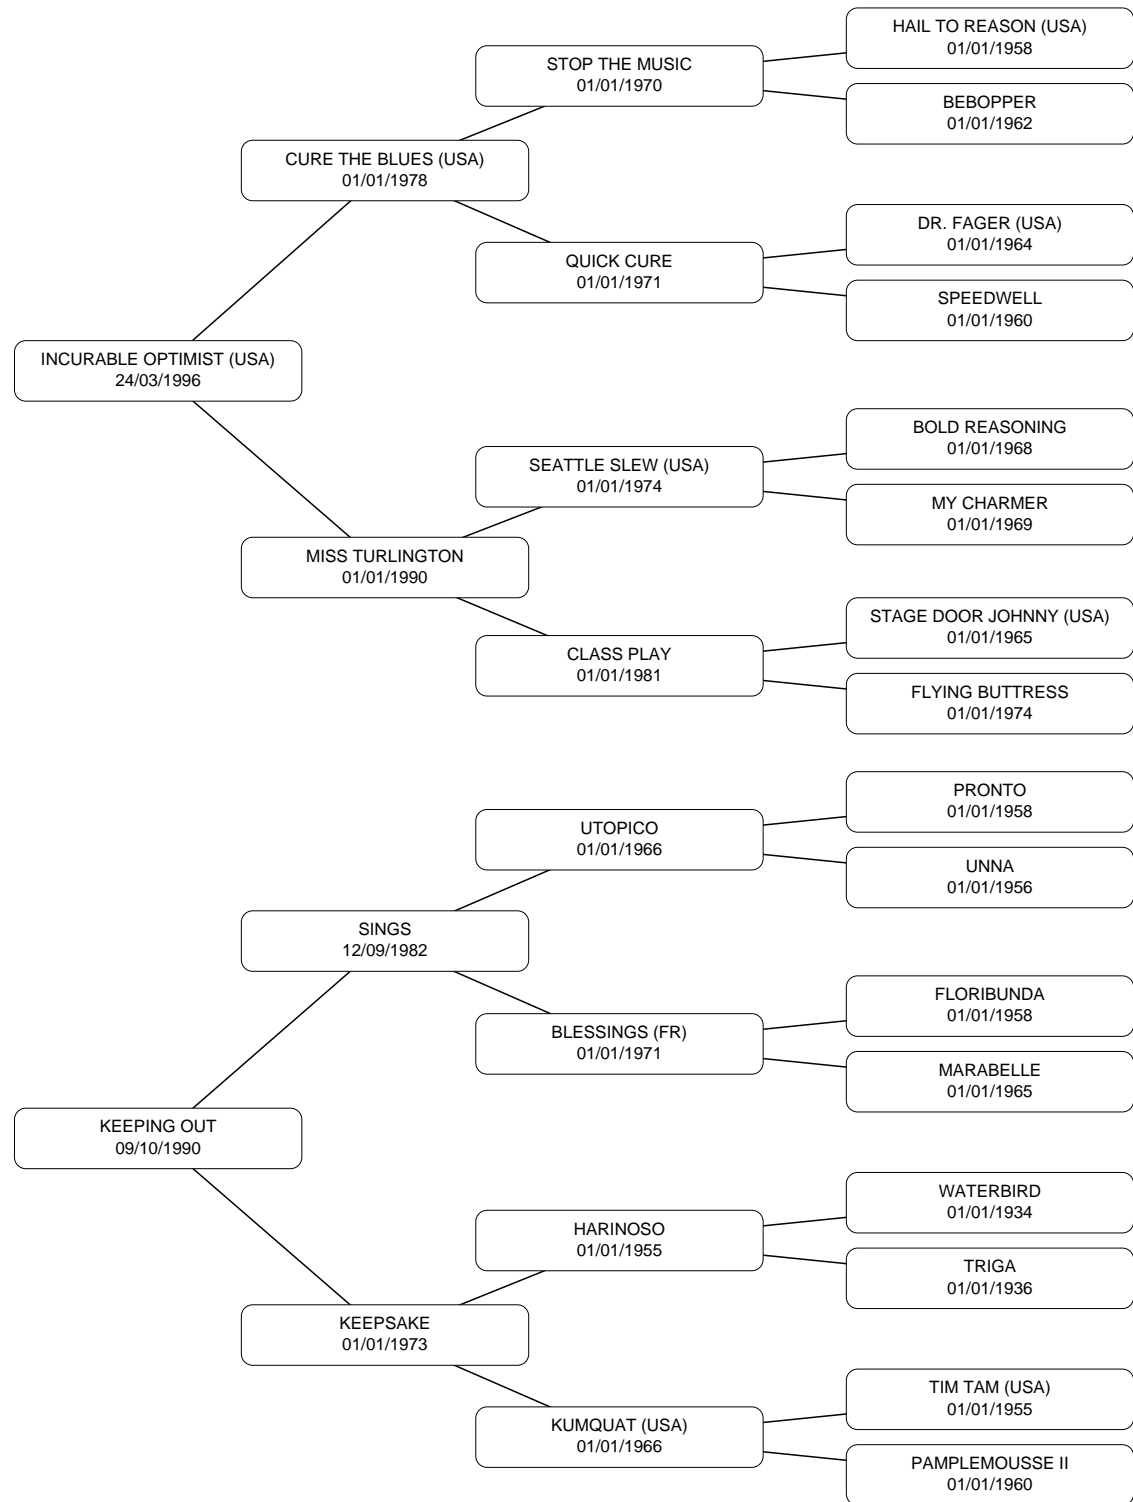 HAIL TO REASON (USA)
01/01/1958
STOP THE MUSIC
01/01/1970
BEBOPPER
01/01/1962
CURE THE BLUES (USA)
01/01/1978
DR. FAGER (USA)
01/01/1964
QUICK CURE
01/01/1971
SPEEDWELL
01/01/1960
INCURABLE OPTIMIST (USA)
24/03/1996
BOLD REASONING
01/01/1968
SEATTLE SLEW (USA)
01/01/1974
MY CHARMER
01/01/1969
MISS TURLINGTON
01/01/1990
STAGE DOOR JOHNNY (USA)
01/01/1965
CLASS PLAY
01/01/1981
FLYING BUTTRESS
01/01/1974
PRONTO
01/01/1958
UTOPICO
01/01/1966
UNNA
01/01/1956
SINGS
12/09/1982
FLORIBUNDA
01/01/1958
BLESSINGS (FR)
01/01/1971
MARABELLE
01/01/1965
KEEPING OUT
09/10/1990
WATERBIRD
01/01/1934
HARINOSO
01/01/1955
TRIGA
01/01/1936
KEEPSAKE
01/01/1973
TIM TAM (USA)
01/01/1955
KUMQUAT (USA)
01/01/1966
PAMPLEMOUSSE II
01/01/1960